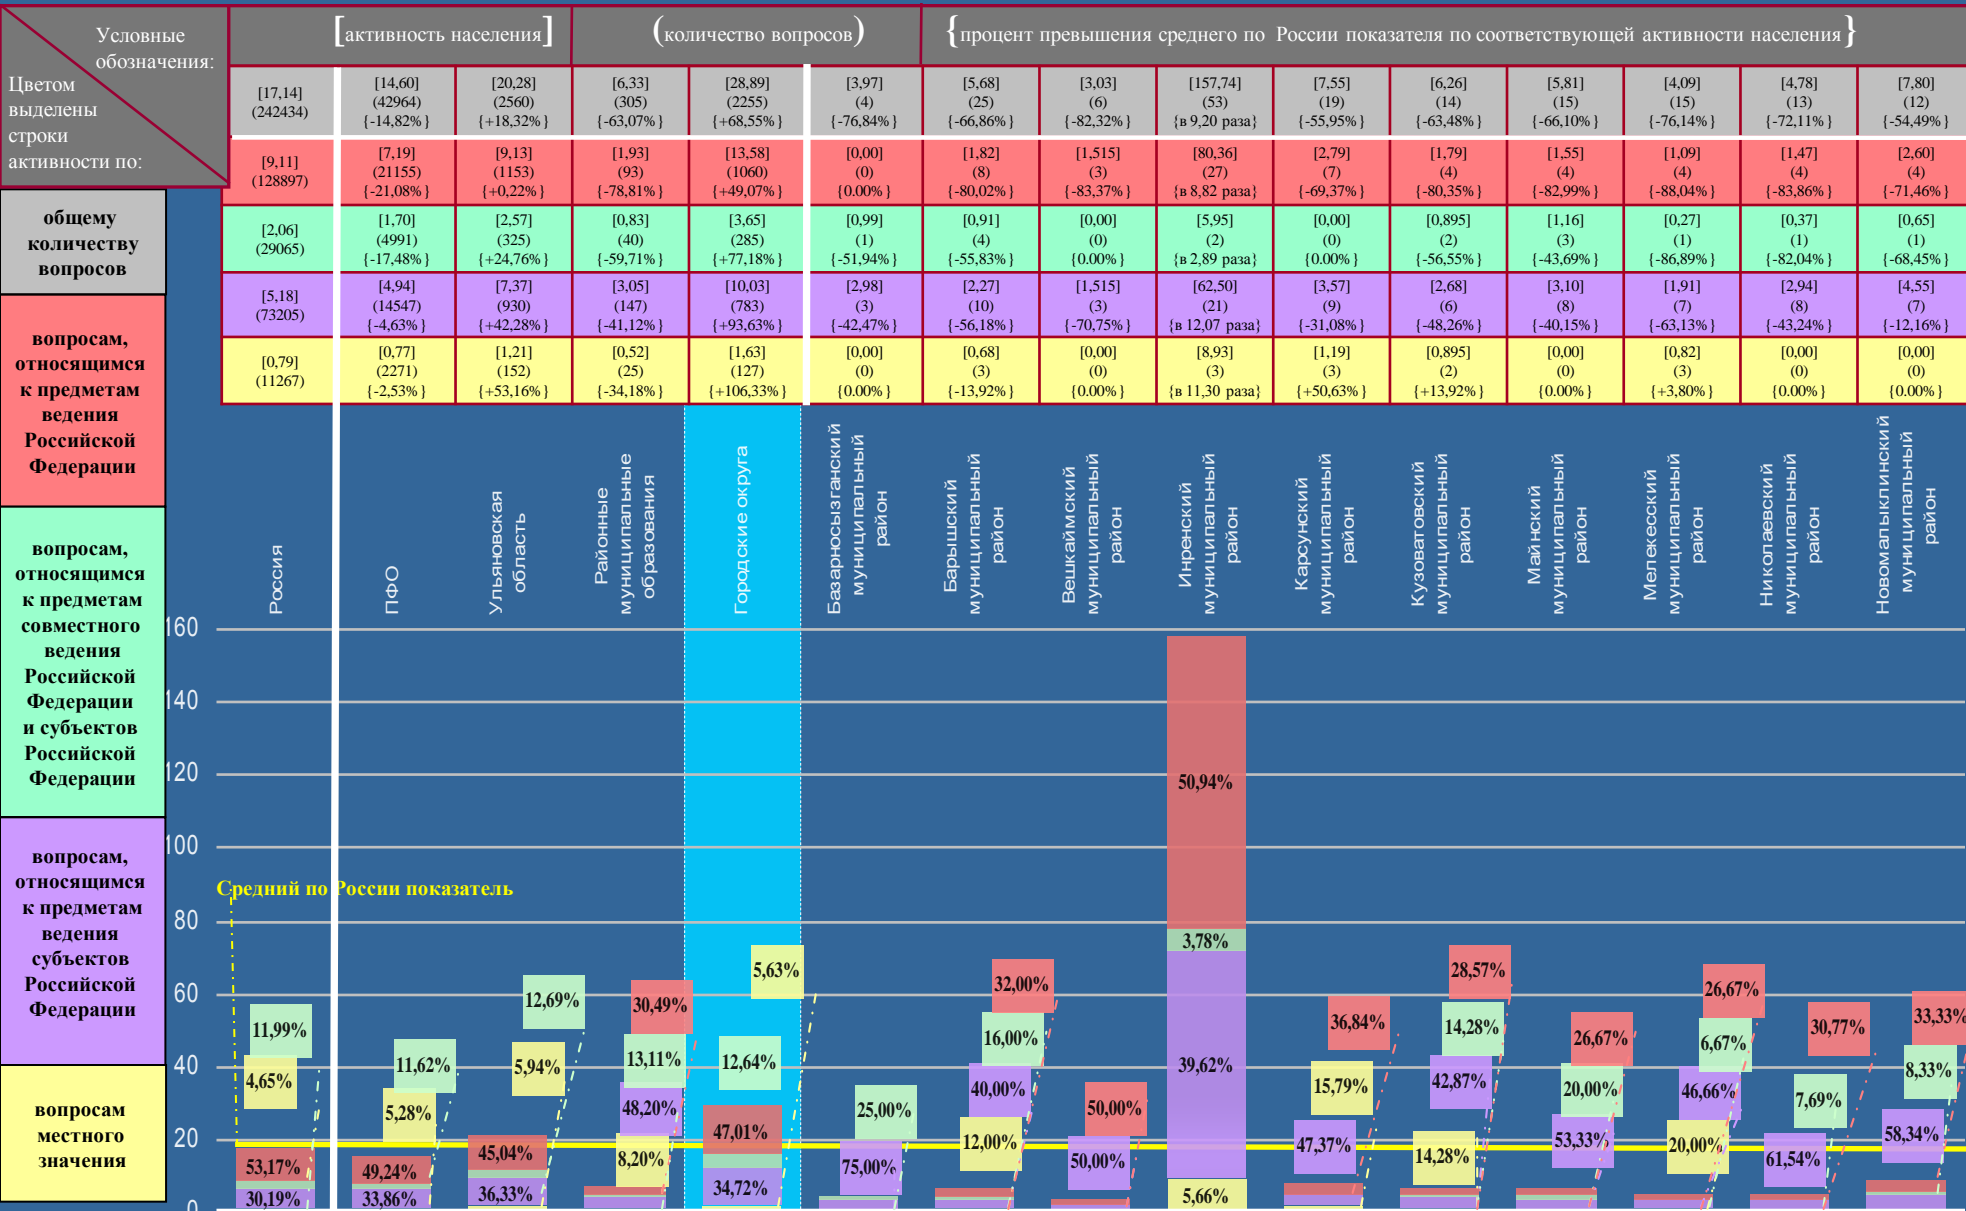 Условные
обозначения:
Цветом
выделены
строки
активности по:
[активность населения]
(количество вопросов)
{процент превышения среднего по России показателя по соответствующей активности населения}
[17,14] [14,60] [20,28] [6,33] [28,89] [3,97] [5,68] [3,03] [157,74] [7,55] [6,26] [5,81] [4,09] [4,78] [7,80]
(242434) (42964) (2560) (305) (2255) (4) (25) (6) (53) (19) (14) (15) (15) (13) (12)
{-14,82%} {+18,32%} {-63,07%} {+68,55%} {-76,84%} {-66,86%} {-82,32%} {в 9,20 раза} {-55,95%} {-63,48%} {-66,10%} {-76,14%} {-72,11%} {-54,49%}
[9,11] [7,19] [9,13] [1,93] [13,58] [0,00] [1,82] [1,515] [80,36] [2,79] [1,79] [1,55] [1,09] [1,47] [2,60]
(128897) (21155) (1153) (93) (1060) (0) (8) (3) (27) (7) (4) (4) (4) (4) (4)
{-21,08%} {+0,22%} {-78,81%} {+49,07%} {0.00%} {-80,02%} {-83,37%} {в 8,82 раза} {-69,37%} {-80,35%} {-82,99%} {-88,04%} {-83,86%} {-71,46%}
[2,06] [1,70] [2,57] [0,83] [3,65] [0,99] [0,91] [0,00] [5,95] [0,00] [0,895] [1,16] [0,27] [0,37] [0,65]
(29065) (4991) (325) (40) (285) (1) (4) (0) (2) (0) (2) (3) (1) (1) (1)
{-17,48%} {+24,76%} {-59,71%} {+77,18%} {-51,94%} {-55,83%} {0.00%} {в 2,89 раза} {0.00%} {-56,55%} {-43,69%} {-86,89%} {-82,04%} {-68,45%}
[5,18] [4,94] [7,37] [3,05] [10,03] [2,98] [2,27] [1,515] [62,50] [3,57] [2,68] [3,10] [1,91] [2,94] [4,55]
(73205) (14547) (930) (147) (783) (3) (10) (3) (21) (9) (6) (8) (7) (8) (7)
{-4,63%} {+42,28%} {-41,12%} {+93,63%} {-42,47%} {-56,18%} {-70,75%} {в 12,07 раза} {-31,08%} {-48,26%} {-40,15%} {-63,13%} {-43,24%} {-12,16%}
[0,79] [0,77] [1,21] [0,52] [1,63] [0,00] [0,68] [0,00] [8,93] [1,19] [0,895] [0,00] [0,82] [0,00] [0,00]
(11267) (2271) (152) (25) (127) (0) (3) (0) (3) (3) (2) (0) (3) (0) (0)
{-2,53%} {+53,16%} {-34,18%} {+106,33%} {0.00%} {-13,92%} {0.00%} {в 11,30 раза} {+50,63%} {+13,92%} {0.00%} {+3,80%} {0.00%} {0.00%}
общему
количеству
вопросов
вопросам,
относящимся
к предметам
ведения
Российской
Федерации
вопросам,
относящимся
к предметам
совместного
ведения
Российской
Федерации
и субъектов
Российской
Федерации
вопросам,
относящимся
к предметам
ведения
субъектов
Российской
Федерации
вопросам
местного
значения
Россия
ПФО
Ульяновская
область
Районные
муниципальные
образования
Городские округа
Базарносызганский
муниципальный
район
Барышский
муниципальный
район
Вешкаймский
муниципальный
район
Инренский
муниципальный
район
Карсунский
муниципальный
район
Кузоватовский
муниципальный
район
Майнский
муниципальный
район
Мелекесский
муниципальный
район
Николаевский
муниципальный
район
Новомалыклинский
муниципальный
район
160
140
120
100
80
60
40
20
0
Средний по России показатель
11,99%
4,65%
53,17%
30,19%
11,62%
5,28%
49,24%
33,86%
12,69%
5,94%
45,04%
36,33%
30,49%
13,11%
48,20%
8,20%
5,63%
12,64%
47,01%
34,72%
25,00%
75,00%
32,00%
16,00%
40,00%
12,00%
50,00%
50,00%
50,94%
3,78%
39,62%
5,66%
36,84%
15,79%
47,37%
28,57%
14,28%
42,87%
14,28%
26,67%
20,00%
53,33%
26,67%
6,67%
46,66%
20,00%
30,77%
7,69%
61,54%
33,33%
8,33%
58,34%